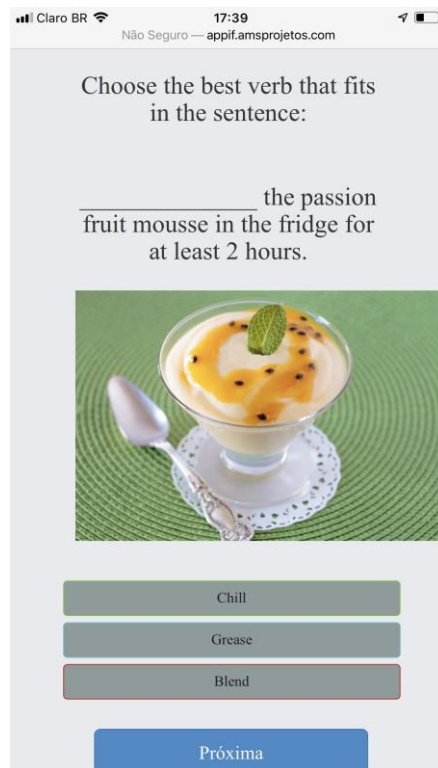 Claro BR 17:39
Não Seguro — appif.amsprojetos.com
Choose the best verb that fits
in the sentence:
________________ the passion
fruit mousse in the fridge for
at least 2 hours.
Chill
Grease
Blend
Próxima